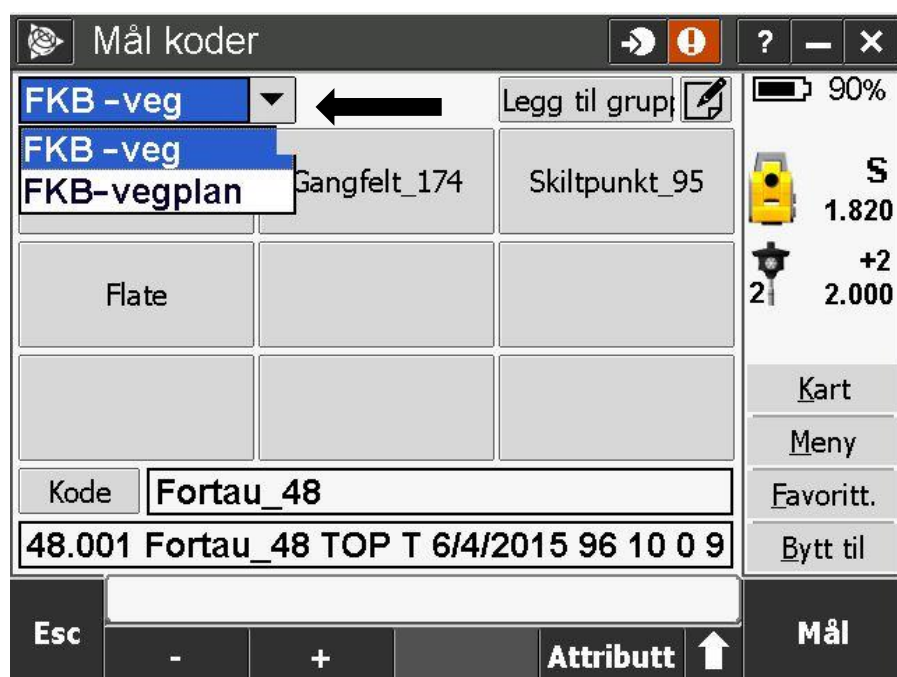 Mål koder
? – ×
FKB -veg
Legg til grupp
90%
FKB -veg
FKB-vegplan
Gangfelt_174
Skiltpunkt_95
S
1.820
Flate
+2
2
2.000
Kart
Meny
Kode
Fortau_48
Favoritt.
48.001 Fortau_48 TOP T 6/4/2015 96 10 0 9
Bytt til
Esc
-
+
Attributt
Mål